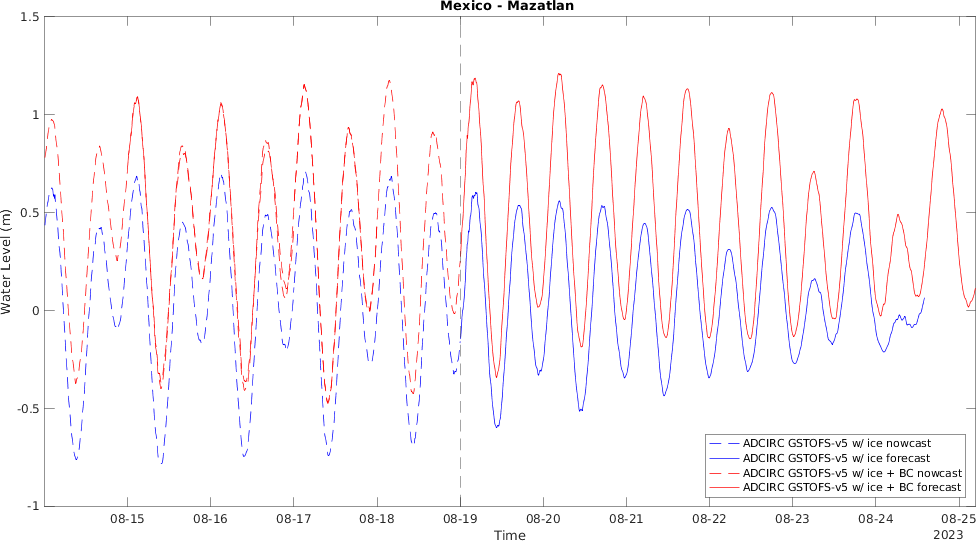 Mexico - Mazatlan
1.5
1
0.5
0
-0.5
-1
Water Level (m)
ADCIRC GSTOFS-v5 w/ ice nowcast
ADCIRC GSTOFS-v5 w/ ice forecast
ADCIRC GSTOFS-v5 w/ ice + BC nowcast
ADCIRC GSTOFS-v5 w/ ice + BC forecast
08-15 08-16 08-17 08-18 08-19 08-20 08-21 08-22 08-23 08-24 08-25
Time
2023